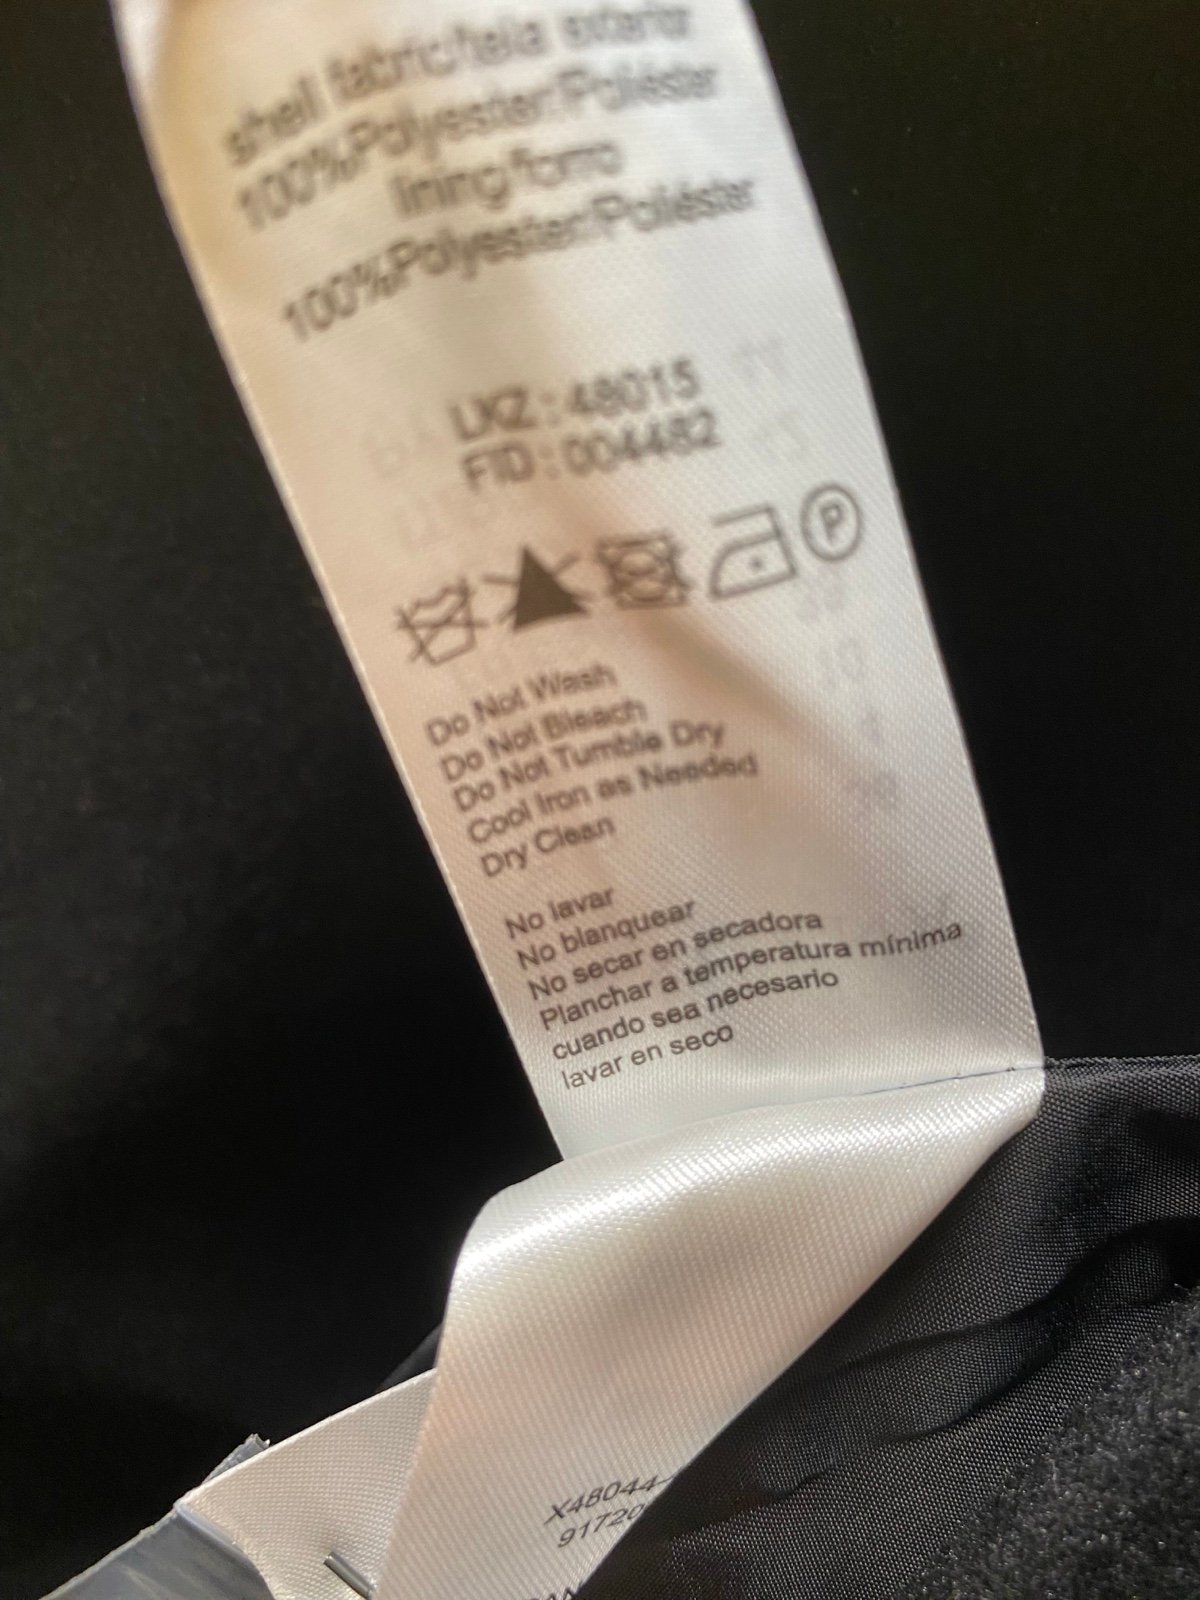 shell fabric/tela exterior
100%Polyester/Poliéster
lining/forro
100%Polyester/Poliéster
LKZ : 48015
FID : 004482
P
Do Not Wash
Do Not Bleach
Do Not Tumble Dry
Cool Iron as Needed
Dry Clean
No lavar
No blanquear
No secar en secadora
Planchar a temperatura mínima
cuando sea necesario
lavar en seco
X48044-
91720